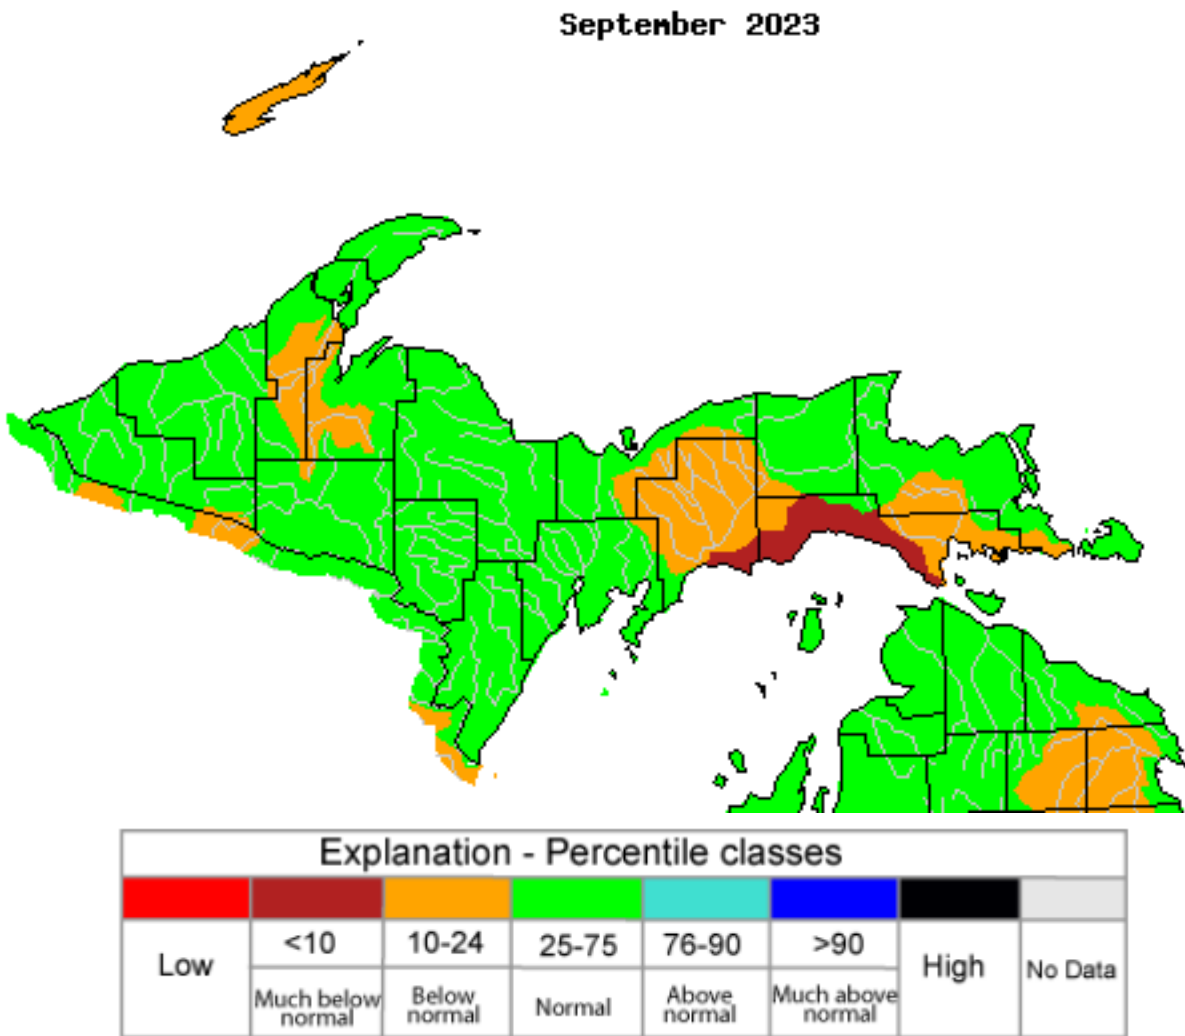 September 2023
Explanation - Percentile classes
Low
<10
10-24
25-75
76-90
>90
High
No Data
Much below
normal
Below
normal
Normal
Above
normal
Much above
normal